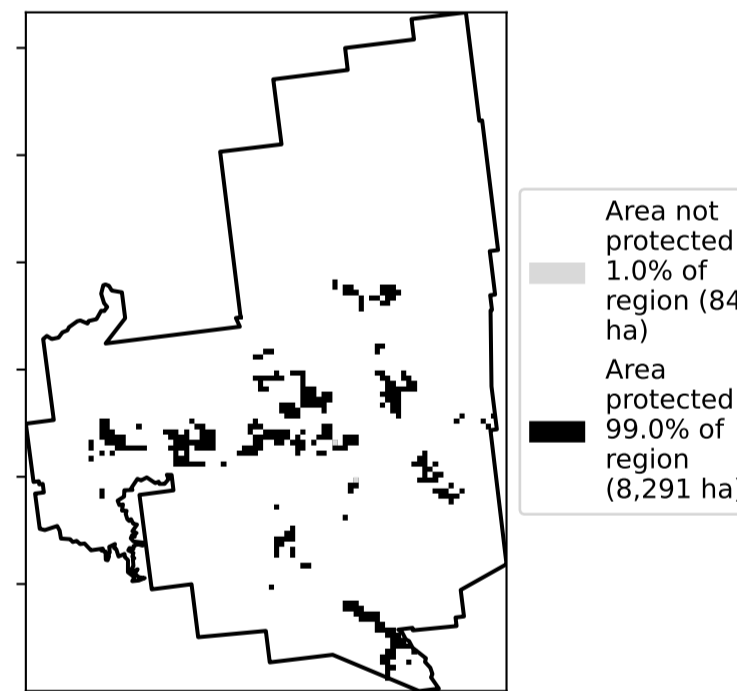 Area not
protected
1.0% of
region (84
ha)
Area
protected
99.0% of
region
(8,291 ha)